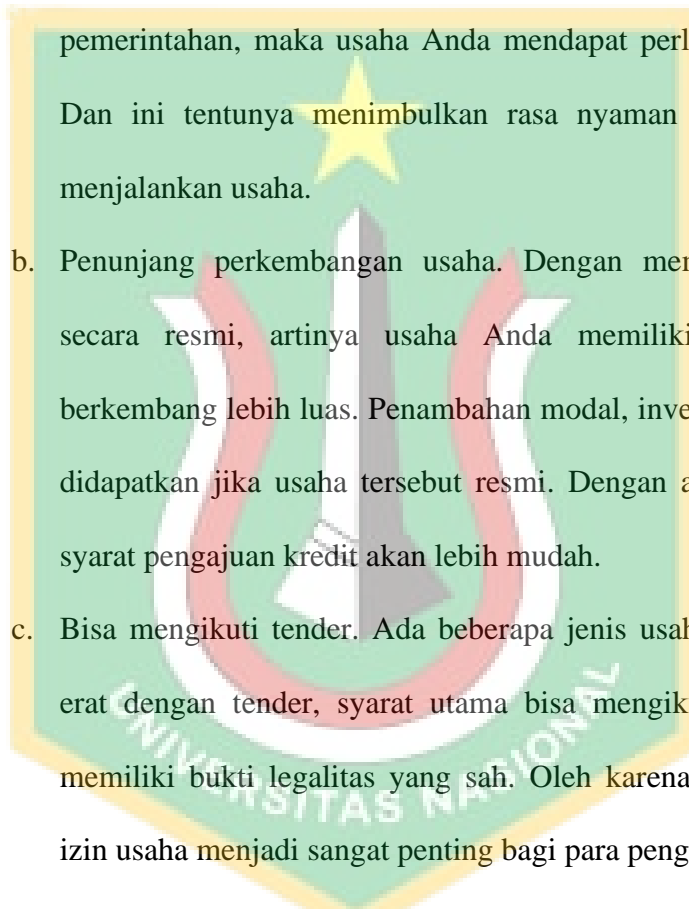 pemerintahan, maka usaha Anda mendapat perl
Dan ini tentunya menimbulkan rasa nyaman
menjalankan usaha.
b. Penunjang perkembangan usaha. Dengan men
secara resmi, artinya usaha Anda memiliki
berkembang lebih luas. Penambahan modal, inve
didapatkan jika usaha tersebut resmi. Dengan a
syarat pengajuan kredit akan lebih mudah.
c. Bisa mengikuti tender. Ada beberapa jenis usah
erat dengan tender, syarat utama bisa mengik
memiliki bukti legalitas yang sah. Oleh karena
izin usaha menjadi sangat penting bagi para peng
UNIVERSITAS NASIONAL